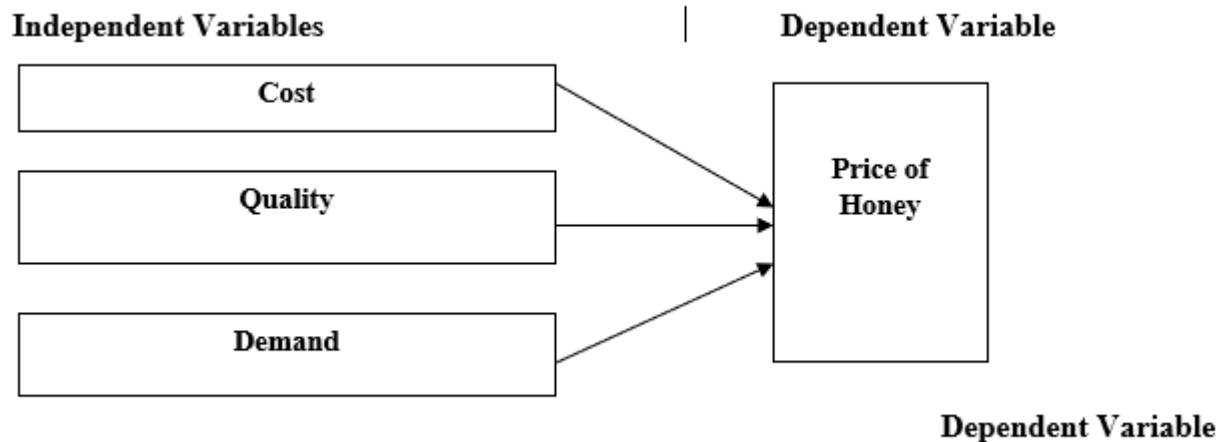 Independent Variables
Dependent Variable
Cost
Quality
Price of
Honey
Demand
Dependent Variable